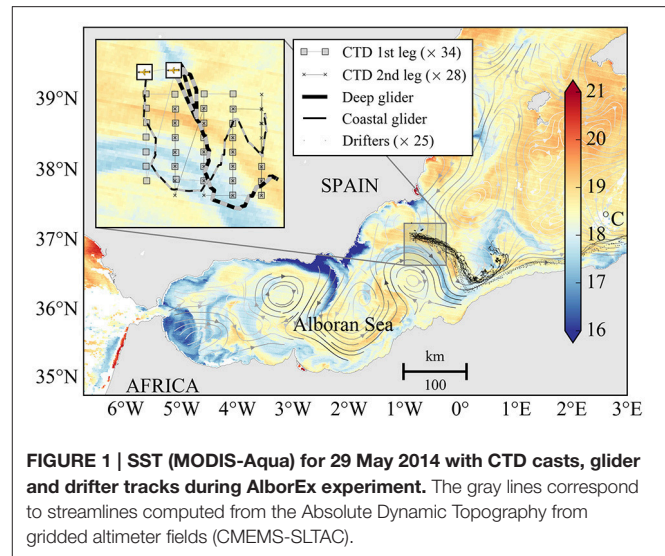 CTD 1st leg (× 34)
CTD 2nd leg (× 28)
Deep glider
Coastal glider
Drifters (× 25)
39°N
38°N
37°N
36°N
35°N
SPAIN
Alboran Sea
AFRICA
km
100
21
20
19
°C
18
17
16
6°W 5°W 4°W 3°W 2°W 1°W 0° 1°E 2°E 3°E
FIGURE 1 | SST (MODIS-Aqua) for 29 May 2014 with CTD casts, glider
and drifter tracks during AlborEx experiment. The gray lines correspond
to streamlines computed from the Absolute Dynamic Topography from
gridded altimeter fields (CMEMS-SLTAC).